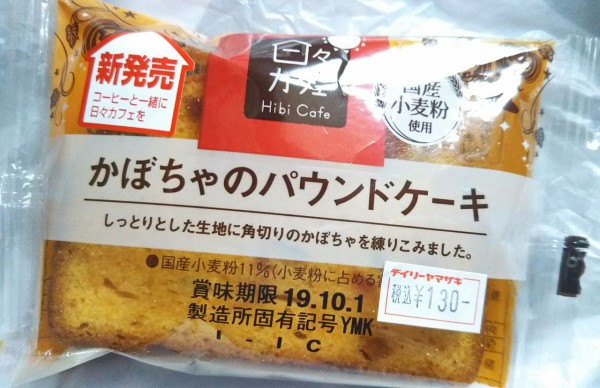 新発売
コーヒーと一緒に
日々カフェを
日々
カフェ
Hibi Cafe
国産
小麦粉
使用
かぼちゃのパウンドケーキ
しっとりとした生地に角切りのかぼちゃを練りこみました。
●国産小麦粉11%(小麦粉に占める
デイリーヤマザキ
税込¥130-
賞味期限 19.10.1
製造所固有記号YMK